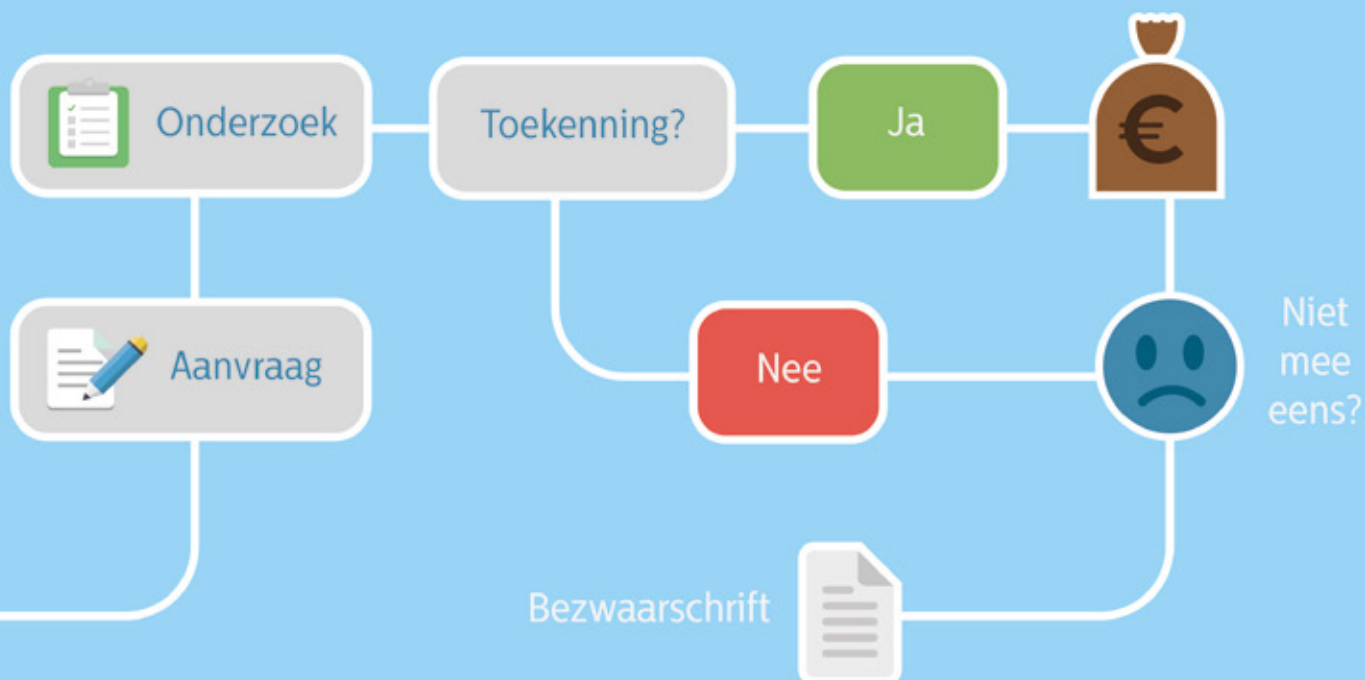 Onderzoek
Toekenning?
Ja
€
Aanvraag
Nee
Niet
mee
eens?
Bezwaarschrift